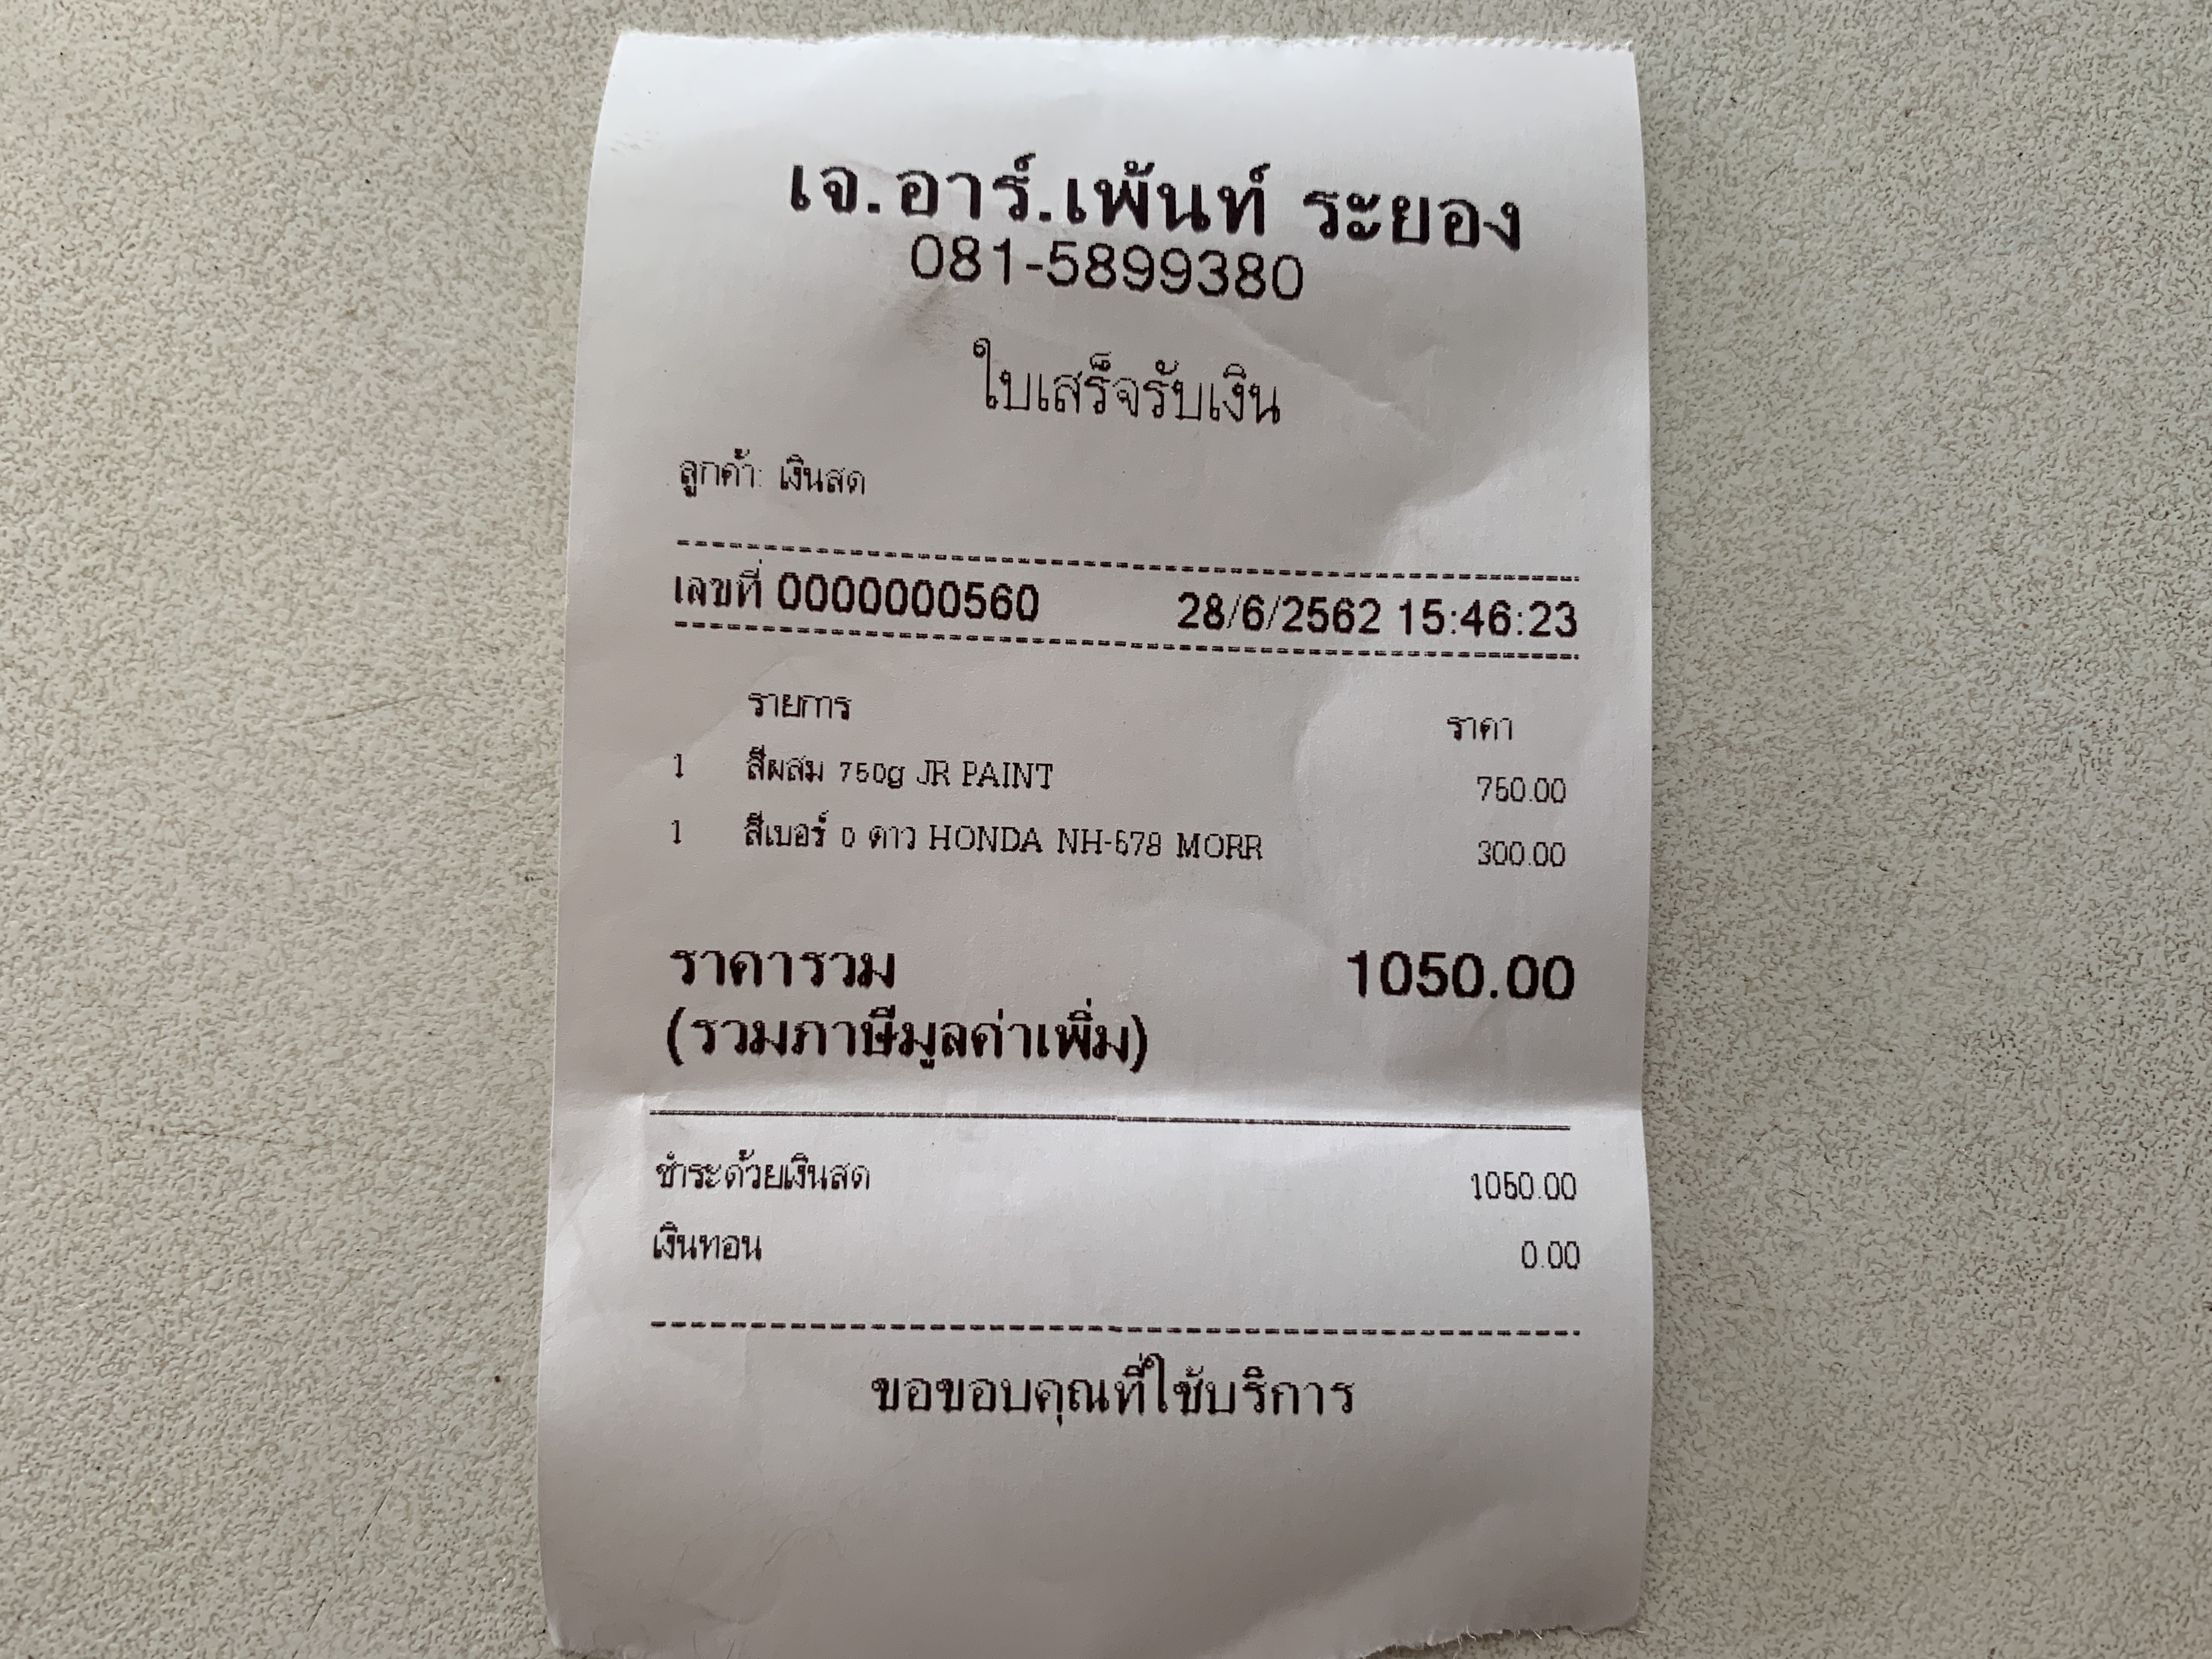 เจ.อาร์.เพ้นท์ ระยอง
081-5899380
ใบเสร็จรับเงิน
ลูกค้า: เงินสด
เลขที่ 0000000560 28/6/2562 15:46:23
รายการ ราคา
1 สีผสม 750g JR PAINT 750.00
1 สีเบอร์ 0 ดาว HONDA MORR 300.00
ราคารวม 1050.00
(รวมภาษีมูลค่าเพิ่ม)
ชำระด้วยเงินสด 1050.00
เงินทอน 0.00
ขอขอบคุณที่ใช้บริการ